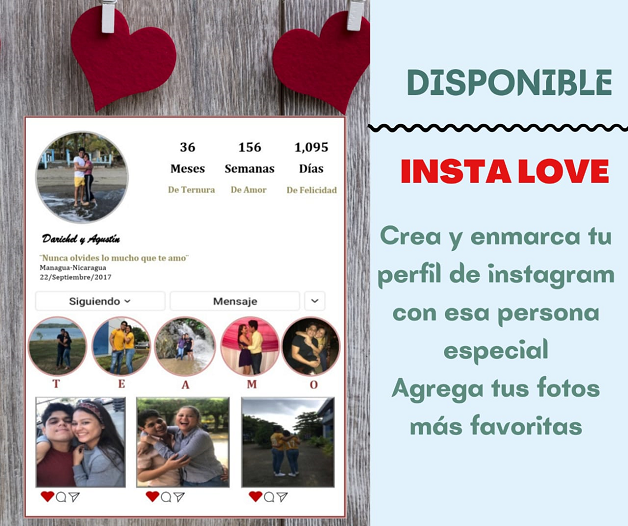 36 156 1,095
Meses Semanas Días
De Ternura De Amor De Felicidad
Darichel y Agustín
¨Nunca olvides lo mucho que te amo¨
Managua-Nicaragua
22/Septiembre/2017
Siguiendo Mensaje
T E A M O
DISPONIBLE
INSTA LOVE
Crea y enmarca tu
perfil de instagram
con esa persona
especial
Agrega tus fotos
más favoritas